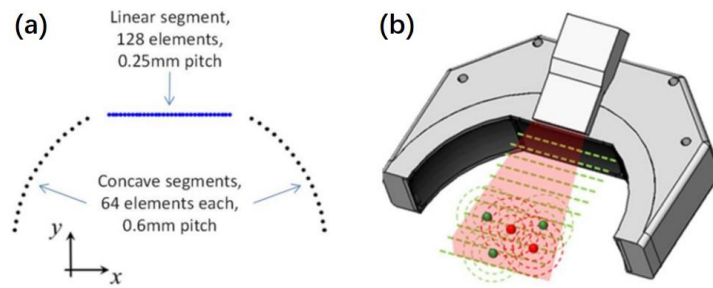 (a)
Linear segment,
128 elements,
0.25mm pitch
Concave segments,
64 elements each,
0.6mm pitch
y
x
(b)